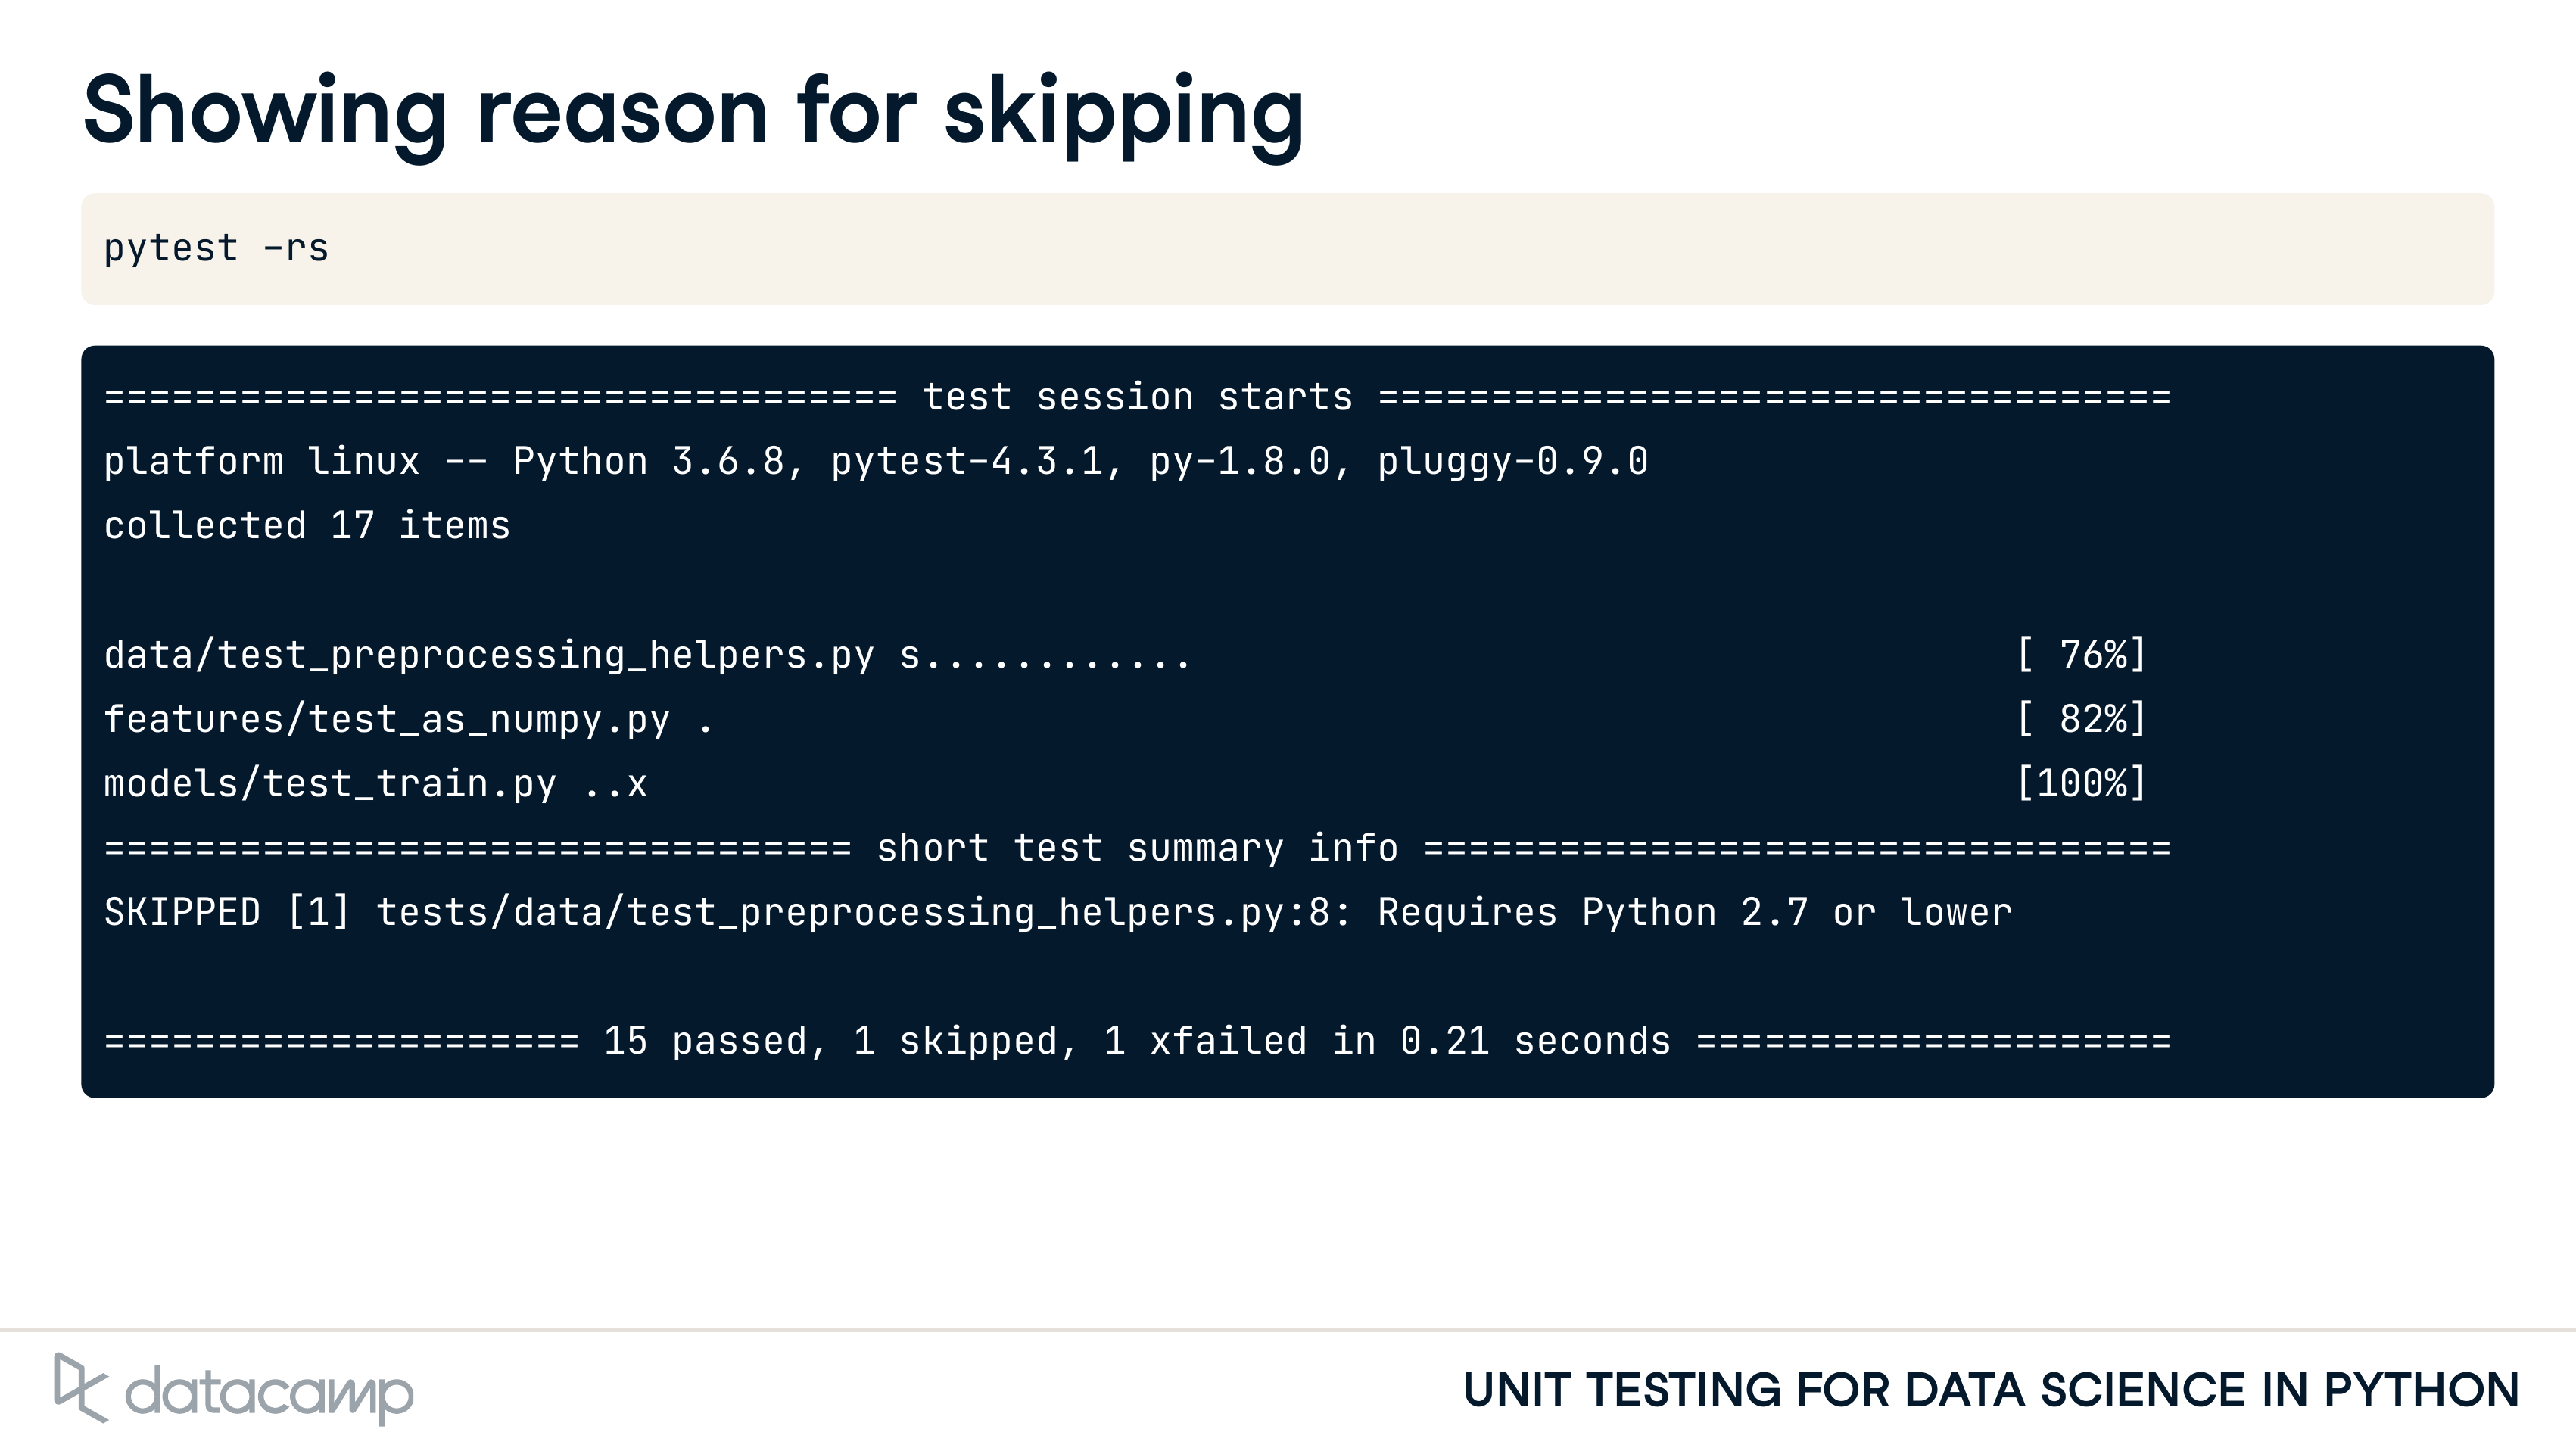 Showing reason for skipping
pytest -rs
=================================== test session starts ===================================
platform linux -- Python 3.6.8, pytest-4.3.1, py-1.8.0, pluggy-0.9.0
collected 17 items
data/test_preprocessing_helpers.py s............ [ 76%]
features/test_as_numpy.py . [ 82%]
models/test_train.py ..x [100%]
================================= short test summary info =================================
SKIPPED [1] tests/data/test_preprocessing_helpers.py:8: Requires Python 2.7 or lower
===================== 15 passed, 1 skipped, 1 xfailed in 0.21 seconds =====================
datacamp
UNIT TESTING FOR DATA SCIENCE IN PYTHON